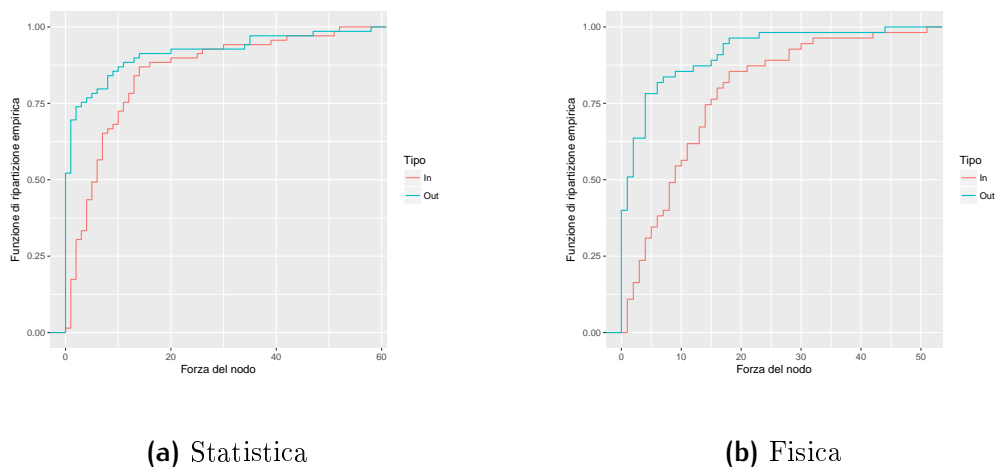 1.00
0.75
0.50
0.25
0.00
Funzione di ripartizione empirica
0 20 40 60
Forza del nodo
Tipo
In
Out
(a) Statistica
1.00
0.75
0.50
0.25
0.00
Funzione di ripartizione empirica
0 10 20 30 40 50
Forza del nodo
Tipo
In
Out
(b) Fisica